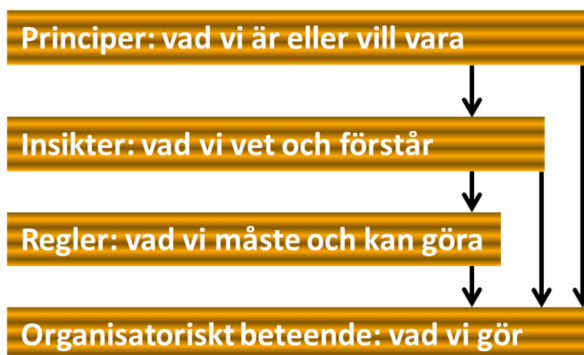 Principer: vad vi är eller vill vara
Insikter: vad vi vet och förstår
Regler: vad vi måste och kan göra
Organisatoriskt beteende: vad vi gör